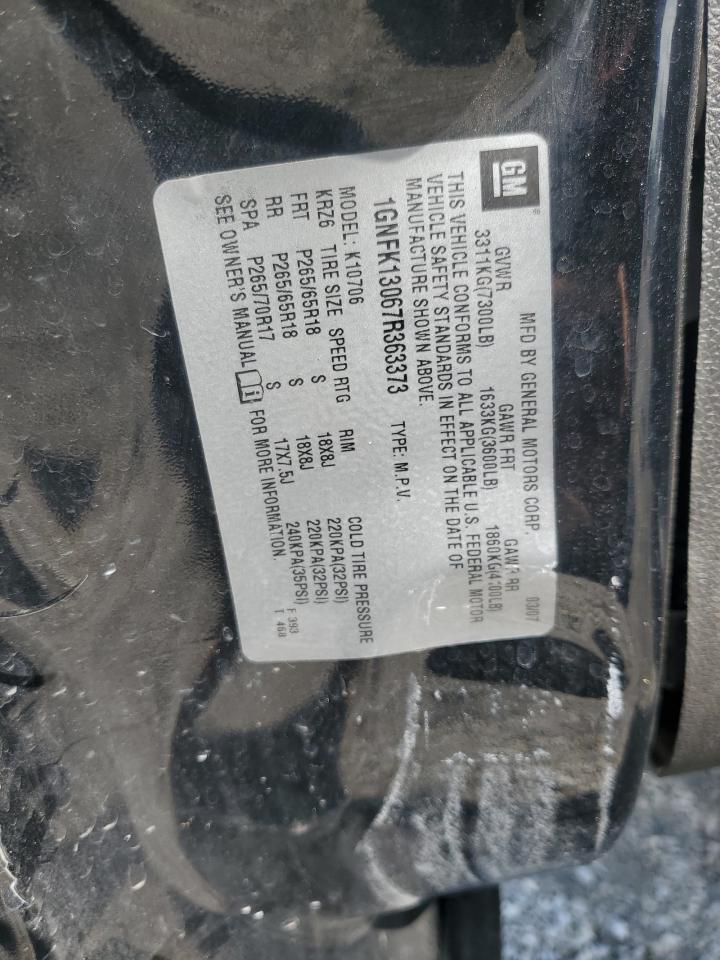 GM ®
MFD BY GENERAL MOTORS CORP. 03/07
GVWR GAWR FRT GAWR RR
3311KG(7300LB) 1633KG(3600LB)
THIS VEHICLE CONFORMS TO ALL APPLICABLE U.S. FEDERAL MOTOR
VEHICLE SAFETY STANDARDS IN EFFECT ON THE DATE OF
MANUFACTURE SHOWN ABOVE.
1GNFK13067R363373 TYPE: M.P.V.
MODEL: K10706
KRZ6 TIRE SIZE SPEED RTG RIM COLD TIRE PRESSURE
FRT P265/65R18 S 18X8J 220KPA(32PSI)
RR P265/65R18 S 18X8J 220KPA(32PSI)
SPA P265/70R17 S 17X7.5J 240KPA(35PSI)
SEE OWNER'S MANUAL FOR MORE INFORMATION.
F 393
T 468